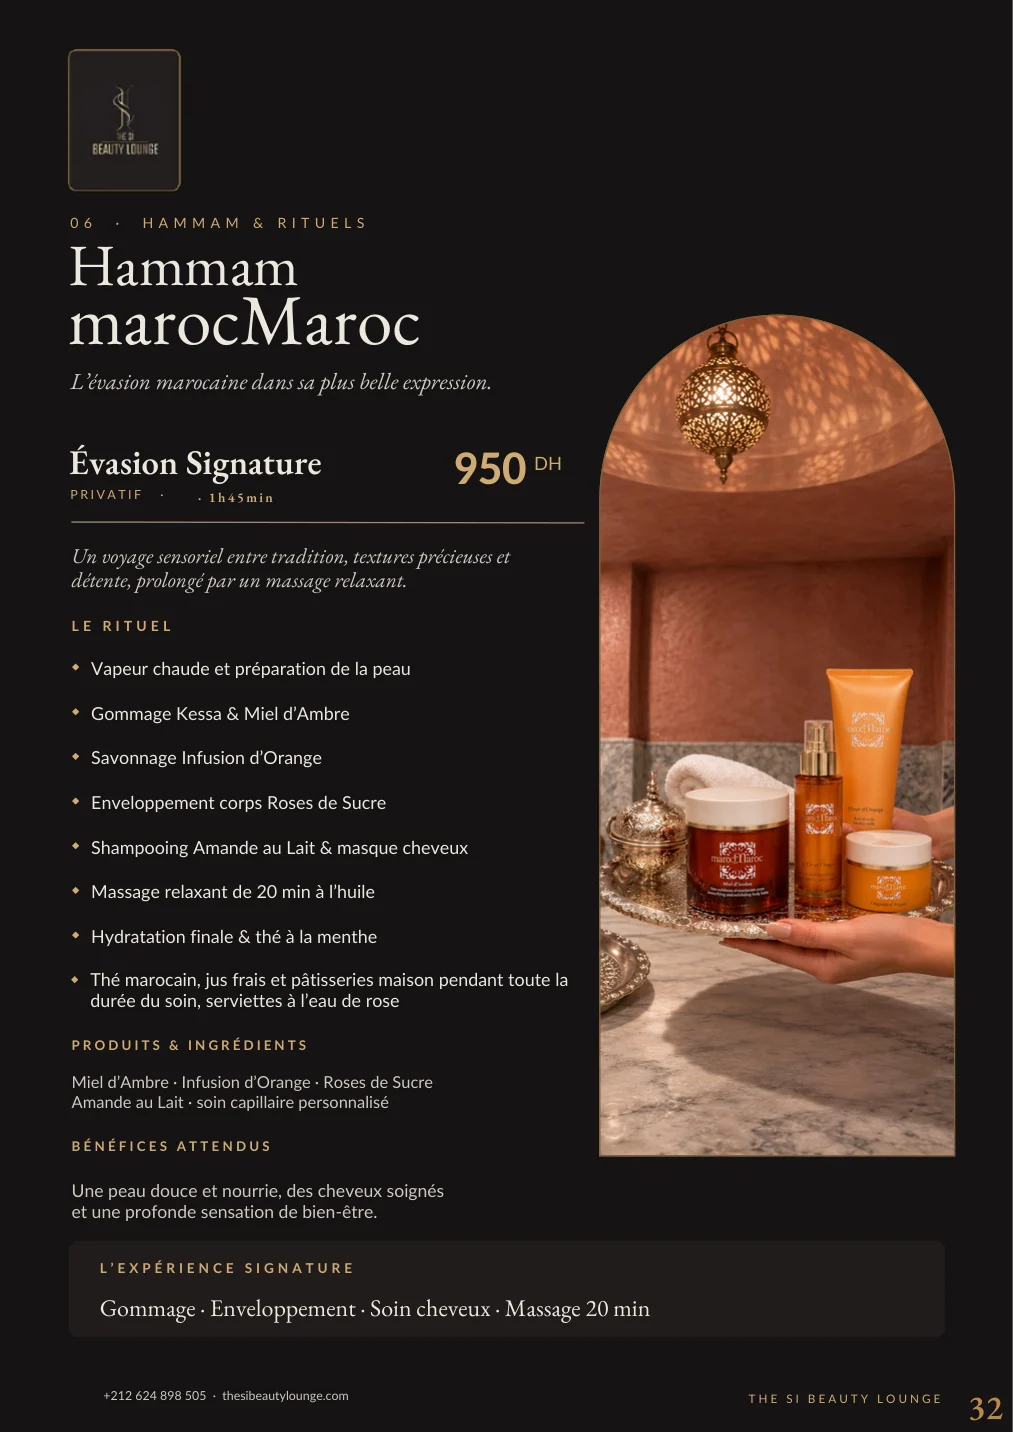 THE SI
BEAUTY LOUNGE
06 · HAMMAM & RITUELS
Hammam
marocMaroc
L’évasion marocaine dans sa plus belle expression.
Évasion Signature
950 DH
PRIVATIF · · 1h45min
Un voyage sensoriel entre tradition, textures précieuses et
détente, prolongé par un massage relaxant.
LE RITUEL
Vapeur chaude et préparation de la peau
Gommage Kessa & Miel d’Ambre
Savonnage Infusion d’Orange
Enveloppement corps Roses de Sucre
Shampooing Amande au Lait & masque cheveux
Massage relaxant de 20 min à l’huile
Hydratation finale & thé à la menthe
Thé marocain, jus frais et pâtisseries maison pendant toute la
durée du soin, serviettes à l’eau de rose
PRODUITS & INGRÉDIENTS
Miel d’Ambre · Infusion d’Orange · Roses de Sucre
Amande au Lait · soin capillaire personnalisé
BÉNÉFICES ATTENDUS
Une peau douce et nourrie, des cheveux soignés
et une profonde sensation de bien-être.
marocMaroc
marocMaroc
marocMaroc
L’EXPÉRIENCE SIGNATURE
Gommage · Enveloppement · Soin cheveux · Massage 20 min
+212 624 898 505 · thesibeautylounge.com
THE SI BEAUTY LOUNGE
32